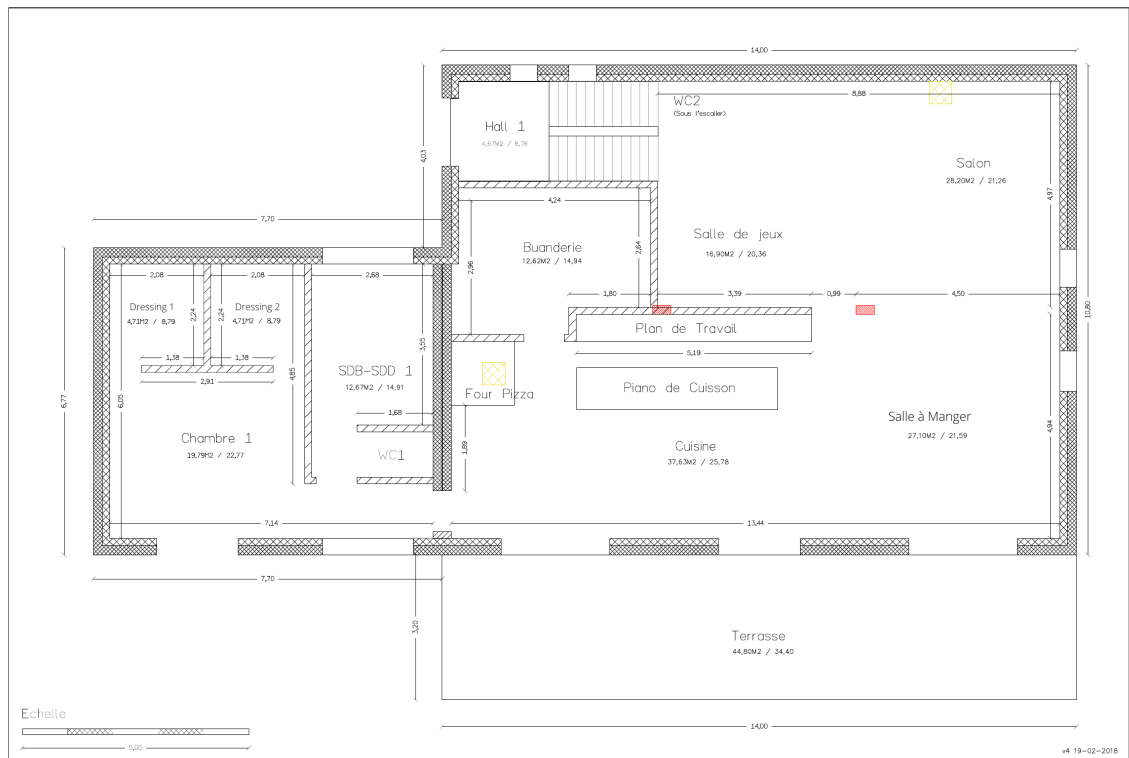 14,00
8,88
WC2
(Sous l'escalier)
Hall 1
4,67M2 / 8,76
4,03
Salon
28,20M2 / 21,26
4,97
4,24
7,70
Salle de jeux
16,90M2 / 20,36
Buanderie
12,62M2 / 14,94
2,64
2,96
2,08
2,08
2,68
Dressing 1
4,71M2 / 8,79
2,24
2,24
Dressing 2
4,71M2 / 8,79
1,80
3,39
0,99
4,50
10,80
Plan de Travail
5,19
3,55
1,38
1,38
2,91
SDB-SDD 1
12,67M2 / 14,91
4,85
6,05
6,77
Four Pizza
Piano de Cuisson
1,68
Salle à Manger
27,10M2 / 21,59
4,94
Chambre 1
19,79M2 / 22,77
WC1
1,89
Cuisine
37,63M2 / 25,78
7,14
13,44
7,70
3,20
Terrasse
44,80M2 / 34,40
Echelle
5,00
14,00
v4 19-02-2018